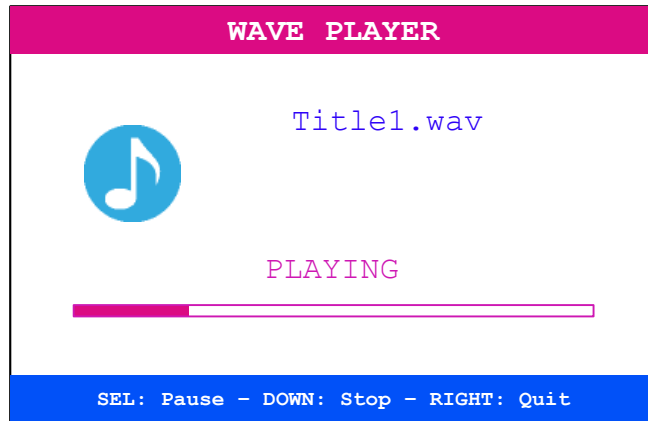 WAVE PLAYER
Title1.wav
PLAYING
SEL: Pause – DOWN: Stop – RIGHT: Quit